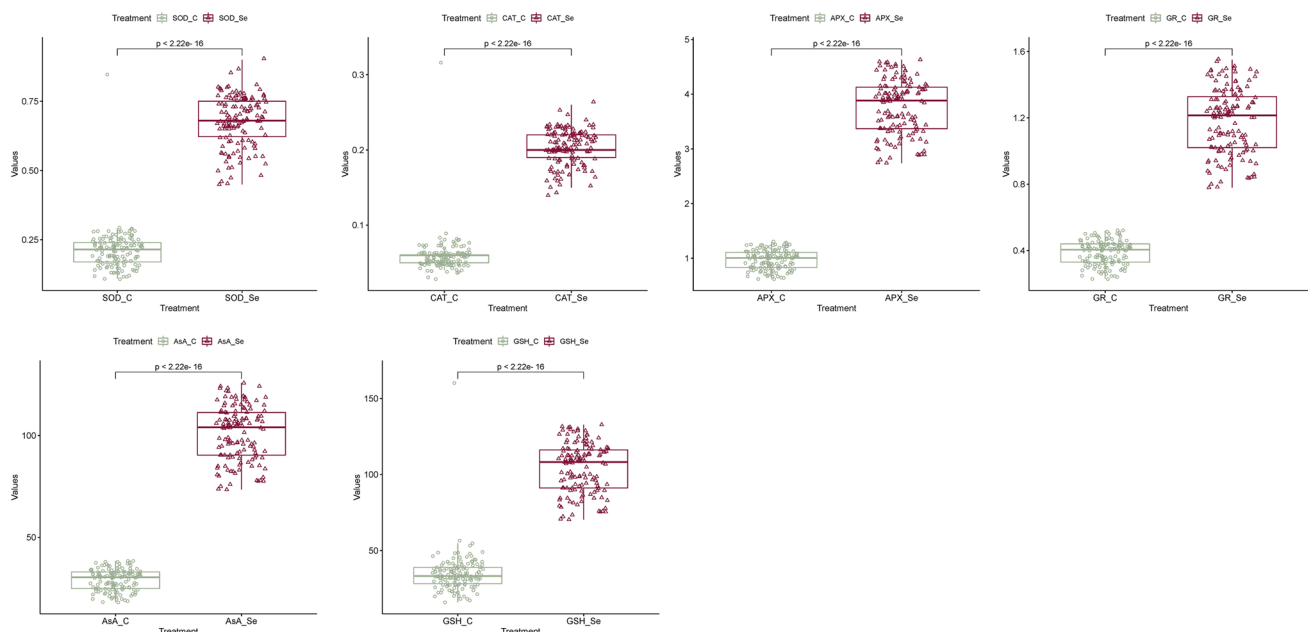 Treatment SOD_C SOD_Se
p < 2.22e- 16
Values
0.75
0.50
0.25
SOD_C SOD_Se
Treatment
Treatment CAT_C CAT_Se
p < 2.22e- 16
Values
0.3
0.2
0.1
CAT_C CAT_Se
Treatment
Treatment APX_C APX_Se
p < 2.22e- 16
Values
5
4
3
2
1
APX_C APX_Se
Treatment
Treatment GR_C GR_Se
p < 2.22e- 16
Values
1.6
1.2
0.8
0.4
GR_C GR_Se
Treatment
Treatment AsA_C AsA_Se
p < 2.22e- 16
Values
100
50
AsA_C AsA_Se
Treatment
Treatment GSH_C GSH_Se
p < 2.22e- 16
Values
150
100
50
GSH_C GSH_Se
Treatment